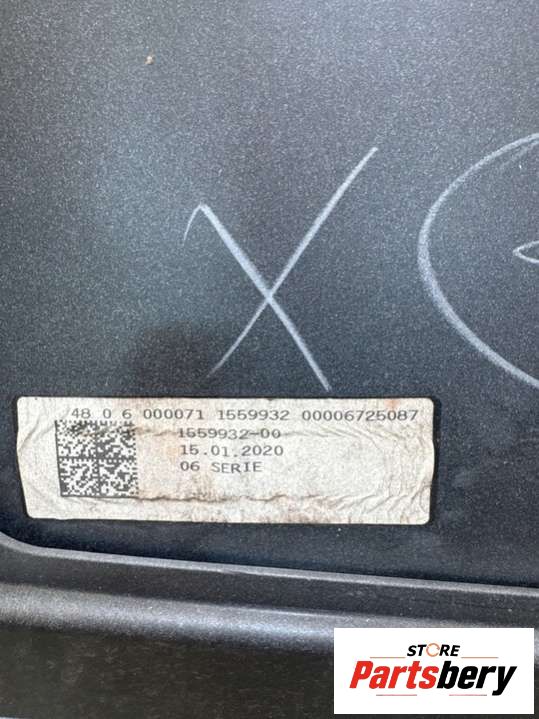 X
48 0 6 000071 1559932 00006725087
1559932-00
15.01.2020
06 SERIE
STORE
Partsbery